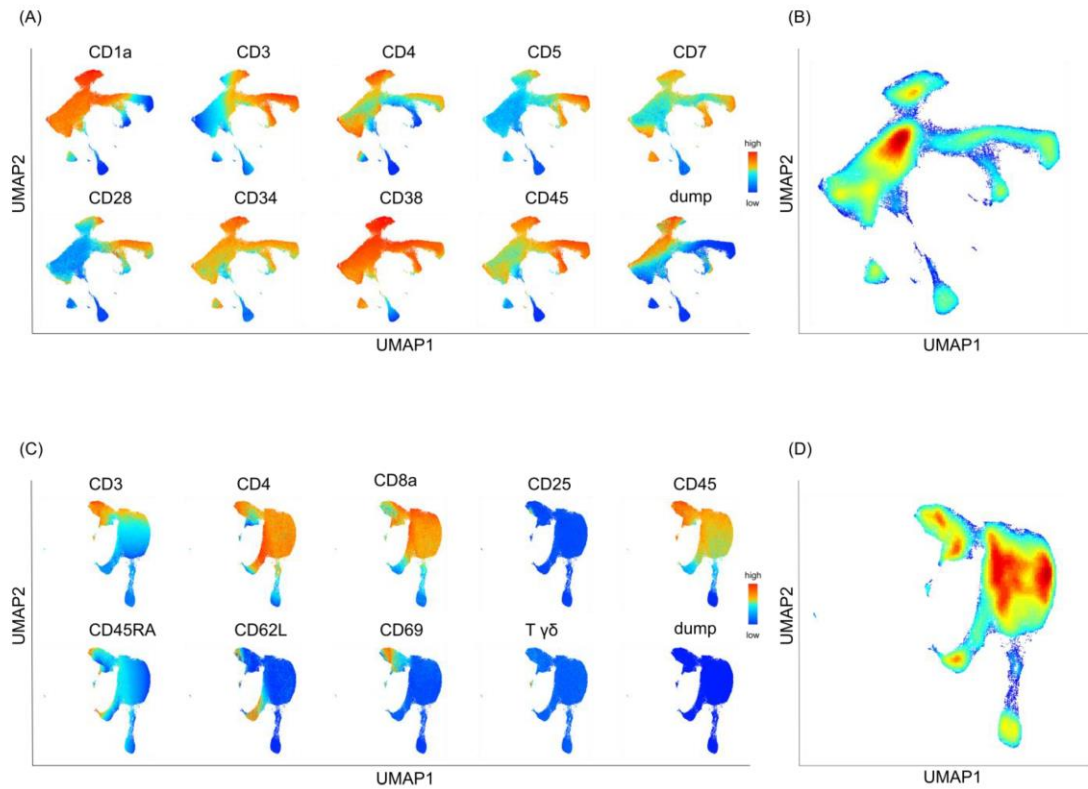 (A)
(B)
CD1a CD3 CD4 CD5 CD7
high
low
CD28 CD34 CD38 CD45 dump
UMAP2
UMAP1
UMAP2
UMAP1
(C)
(D)
CD3 CD4 CD8a CD25 CD45
high
low
CD45RA CD62L CD69 T γδ dump
UMAP2
UMAP1
UMAP2
UMAP1